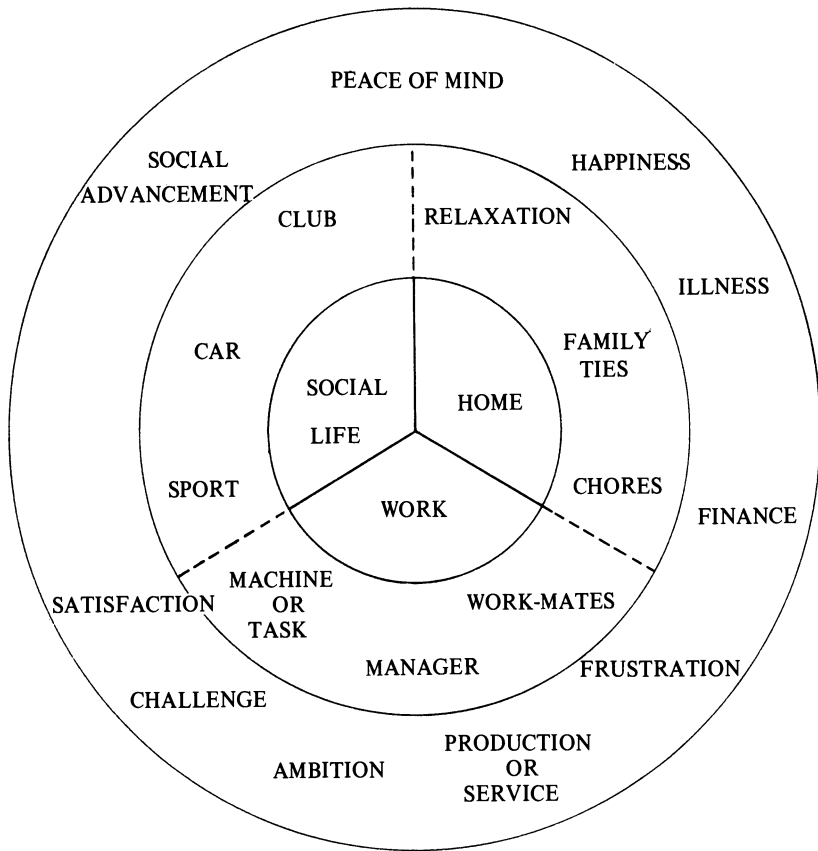 PEACE OF MIND
SOCIAL
ADVANCEMENT
HAPPINESS
CLUB
RELAXATION
ILLNESS
CAR
FAMILY
TIES
SOCIAL
LIFE
HOME
SPORT
CHORES
WORK
FINANCE
SATISFACTION
MACHINE
OR
TASK
WORK-MATES
MANAGER
FRUSTRATION
CHALLENGE
AMBITION
PRODUCTION
OR
SERVICE